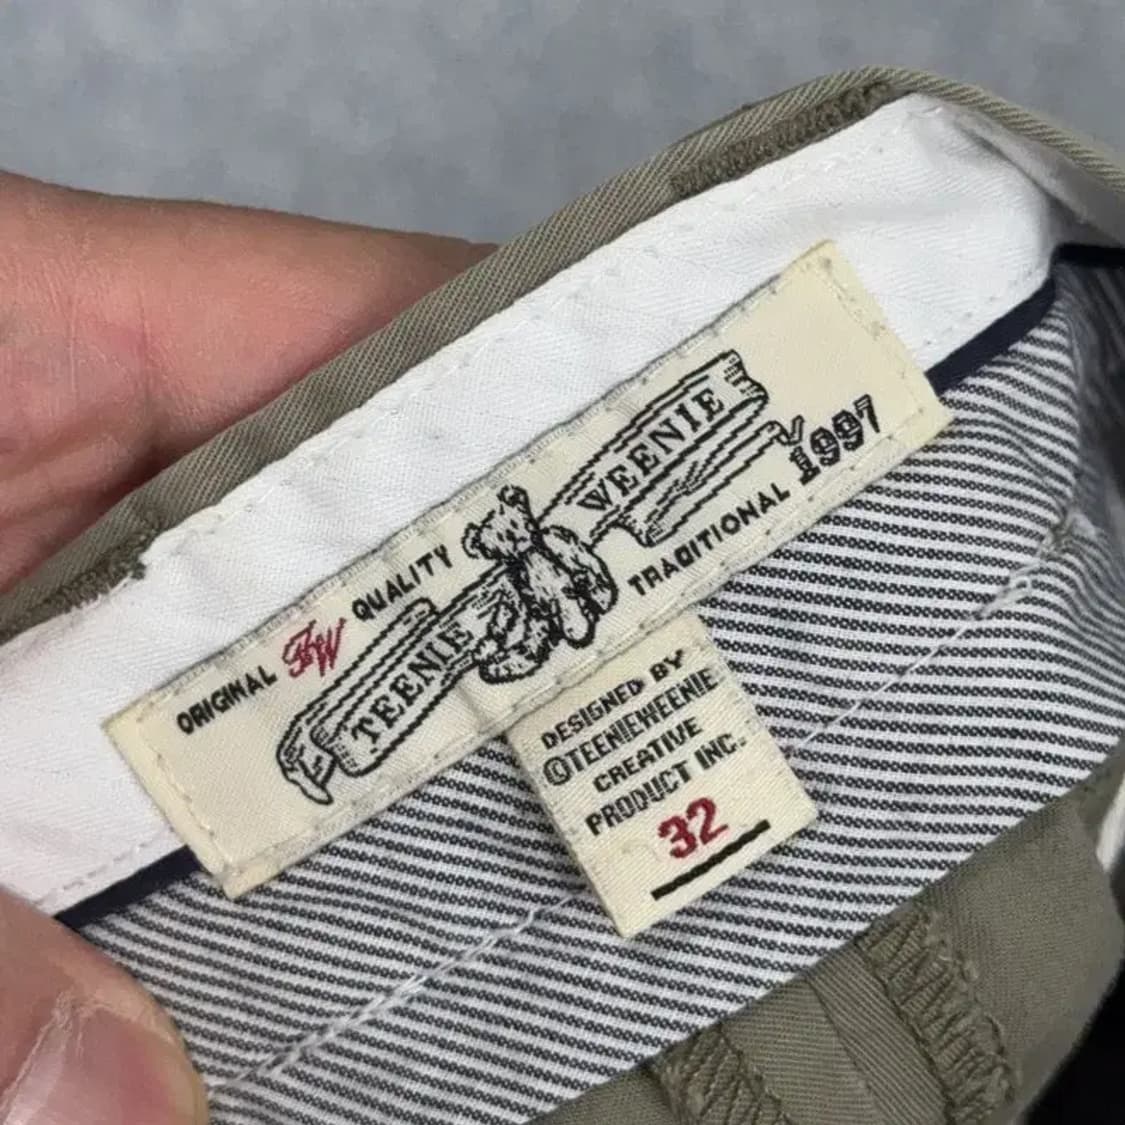 ORIGINAL TW QUALITY
TEENIE WEENIE
TRADITIONAL 1997
DESIGNED BY
©TEENIEWEENIE
CREATIVE
PRODUCT INC.
32